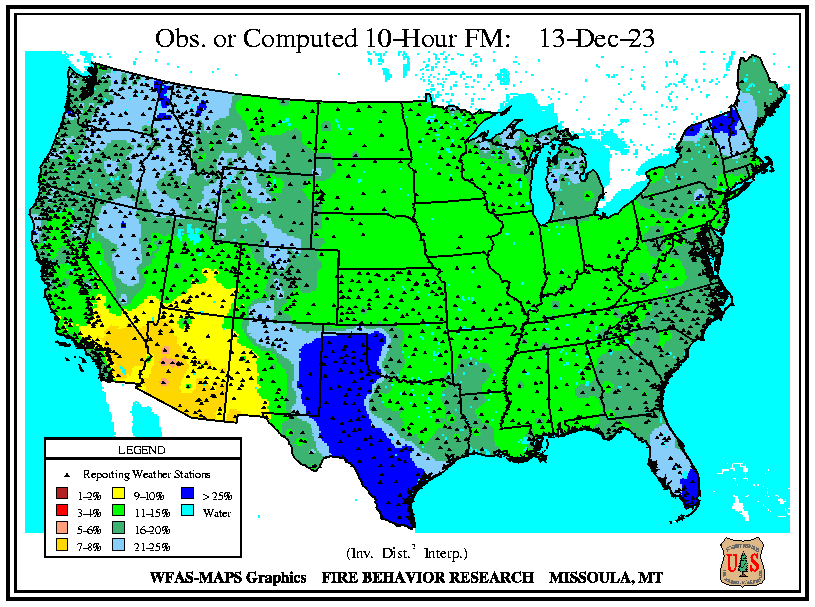 Obs. or Computed 10-Hour FM: 13-Dec-23
LEGEND
Reporting Weather Stations
1-2% 9-10% > 25%
3-4% 11-15% Water
5-6% 16-20%
7-8% 21-25%
(Inv. Dist.² Interp.)
WFAS-MAPS Graphics FIRE BEHAVIOR RESEARCH MISSOULA, MT
U S